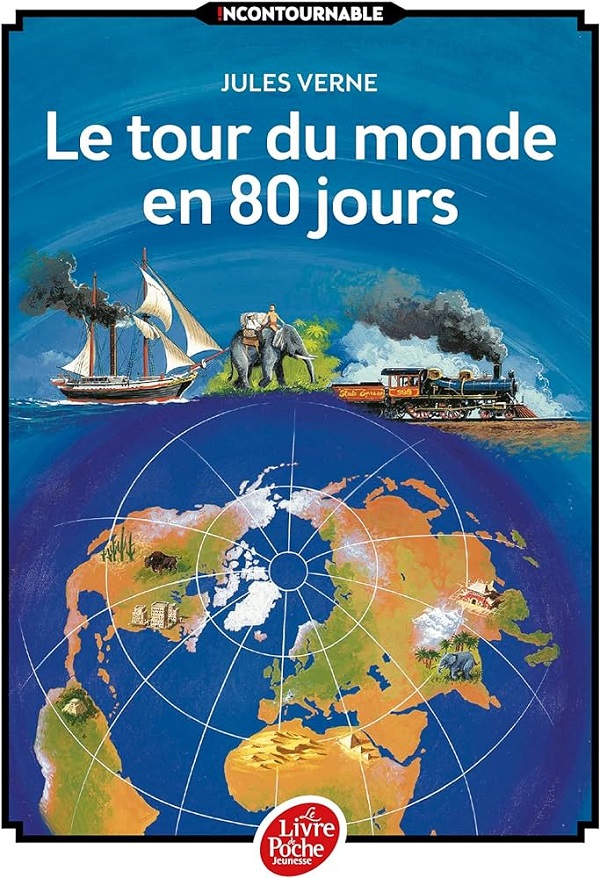 !NCONTOURNABLE
JULES VERNE
Le tour du monde
en 80 jours
Le
Livre
de
Poche
Jeunesse